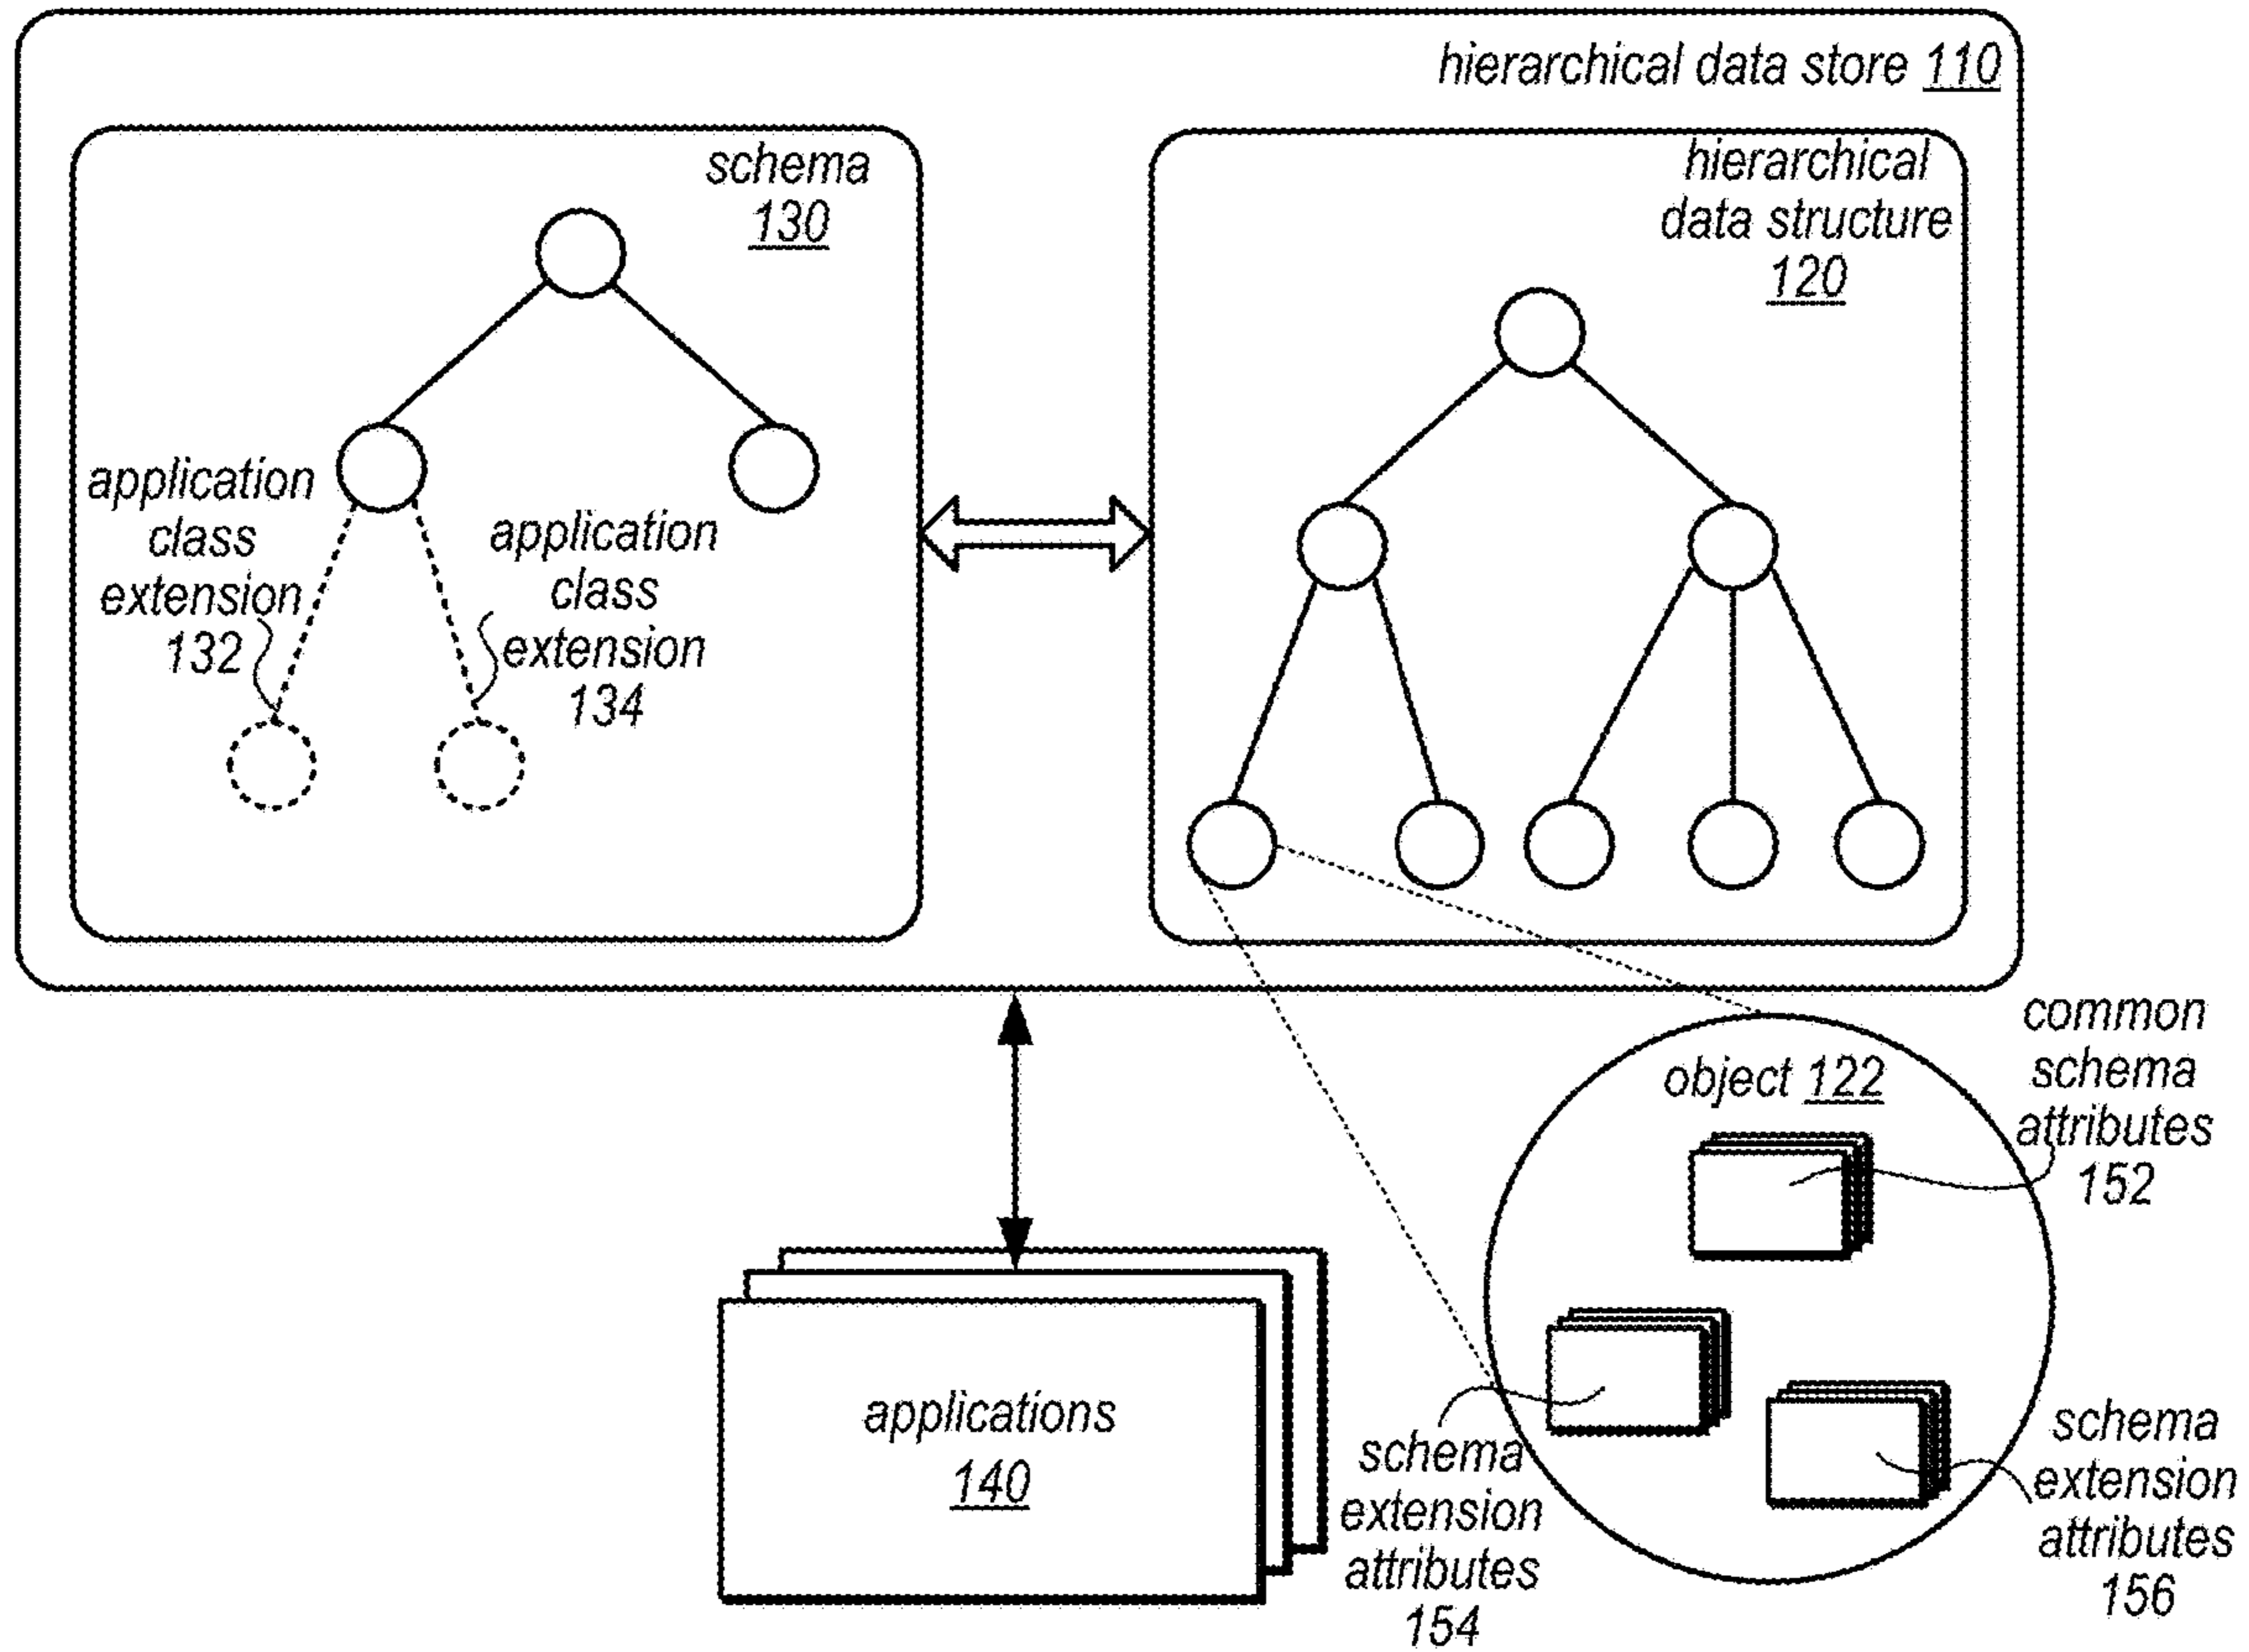 hierarchical data store 110
schema
130
hierarchical
data structure
120
application
class
extension
132
application
class
extension
134
common
schema
attributes
152
object 122
applications
140
schema
extension
attributes
154
schema
extension
attributes
156